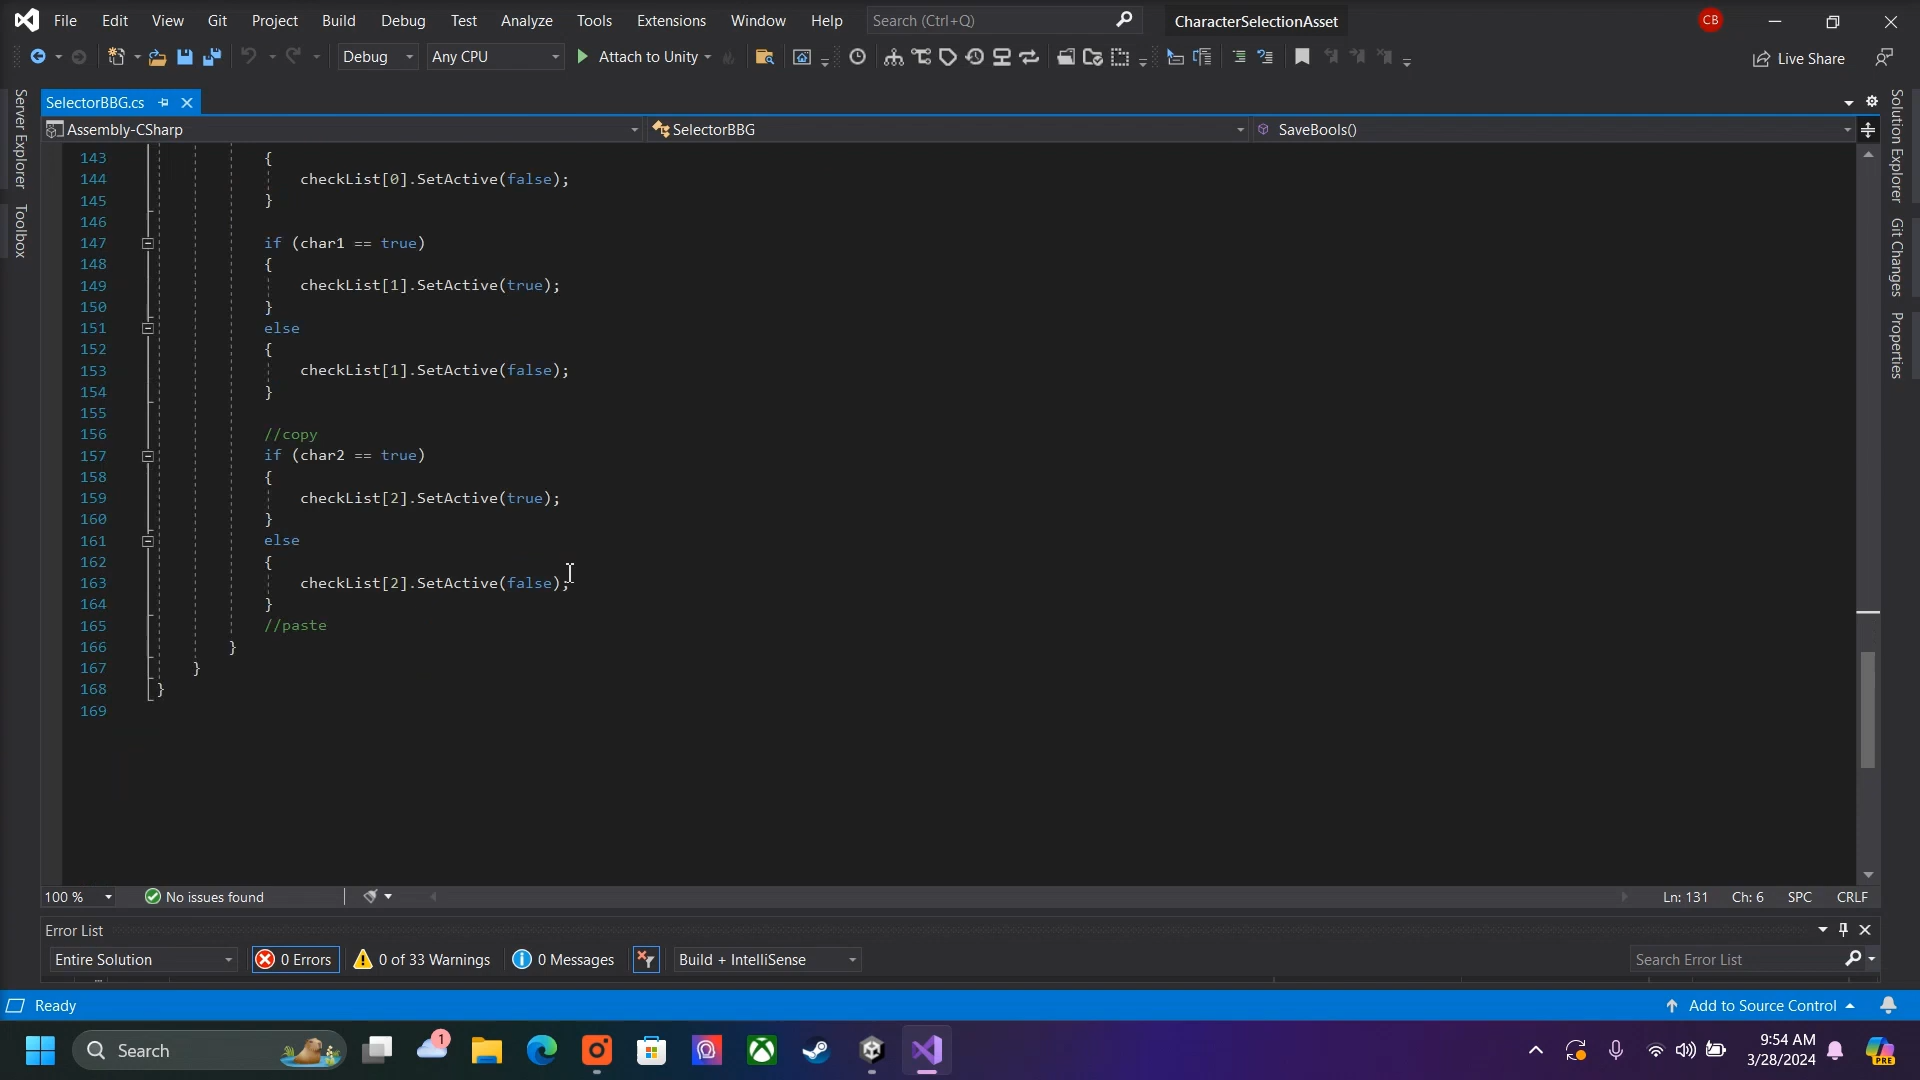 File Edit View Git Project Build Debug Test Analyze Tools Extensions Window Help Search (Ctrl+Q) CharacterSelectionAsset CB
Debug Any CPU Attach to Unity Live Share
Server Explorer
Toolbox
SelectorBBG.cs
Assembly-CSharp SelectorBBG SaveBools()
143 {
144 checkList[0].SetActive(false);
145 }
146
147 if (char1 == true)
148 {
149 checkList[1].SetActive(true);
150 }
151 else
152 {
153 checkList[1].SetActive(false);
154 }
155
156 //copy
157 if (char2 == true)
158 {
159 checkList[2].SetActive(true);
160 }
161 else
162 {
163 checkList[2].SetActive(false);
164 }
165 //paste
166 }
167 }
168 }
169
Solution Explorer
Git Changes
Properties
100 % No issues found Ln: 131 Ch: 6 SPC CRLF
Error List
Entire Solution 0 Errors 0 of 33 Warnings 0 Messages Build + IntelliSense Search Error List
Ready Add to Source Control
Search 1 9:54 AM
3/28/2024
PRE